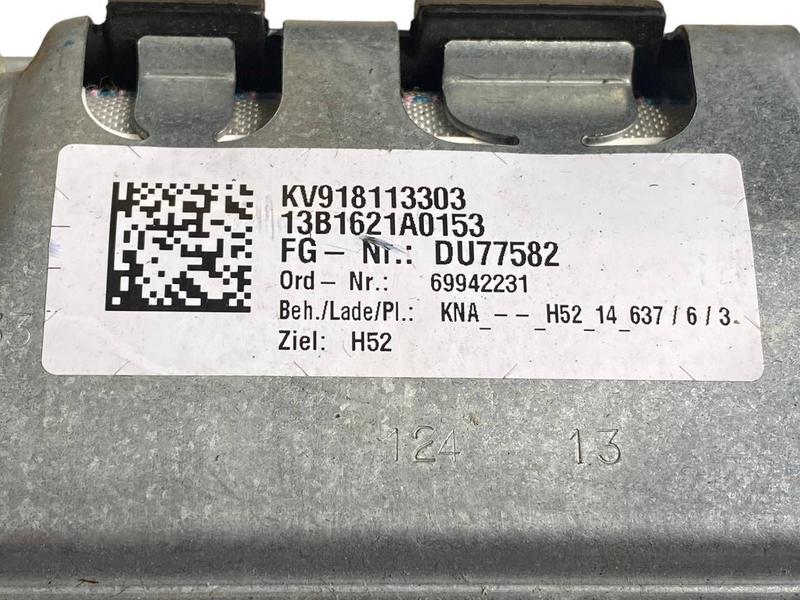 KV918113303
13B1621A0153
FG – Nr.: DU77582
Ord – Nr.: 69942231
Beh./Lade/Pl.: KNA_ – – _H52_14_637 / 6 / 3
Ziel: H52
124 13